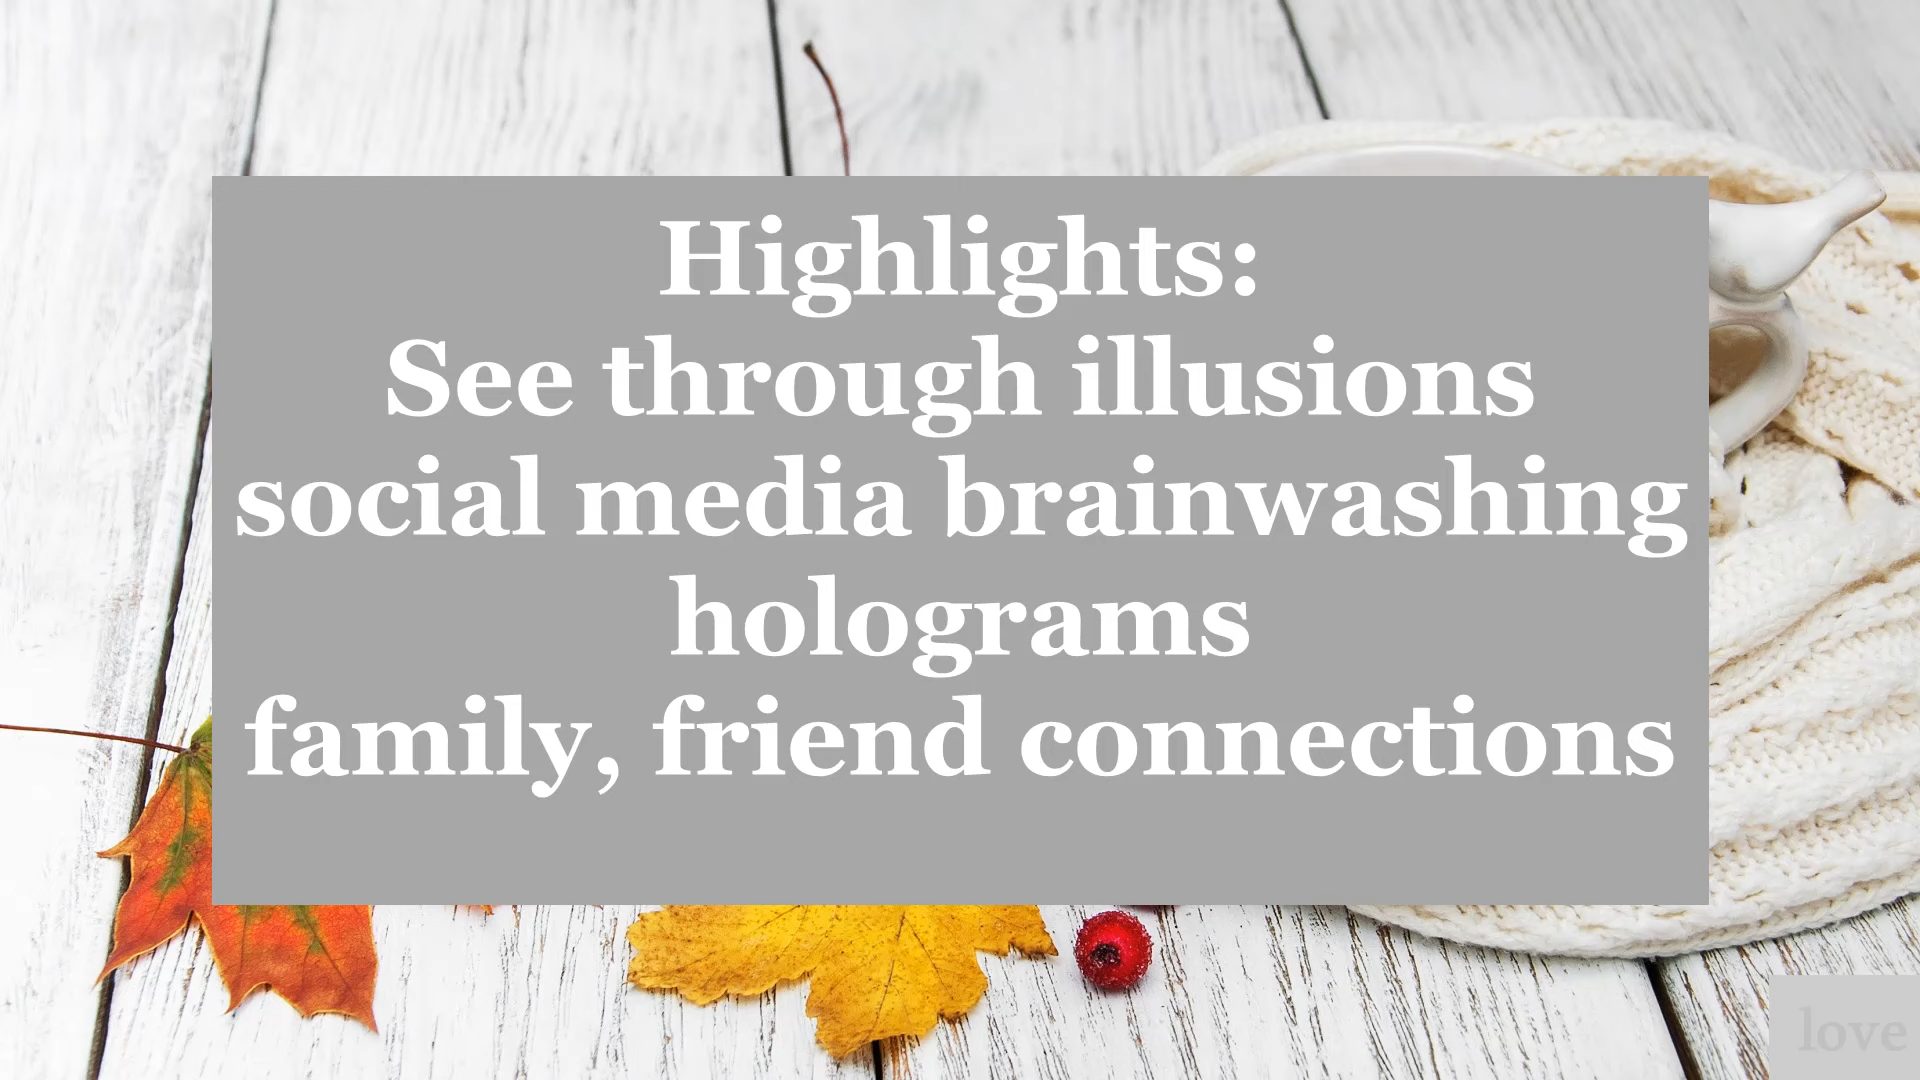 Highlights:
See through illusions
social media brainwashing
holograms
family, friend connections
love